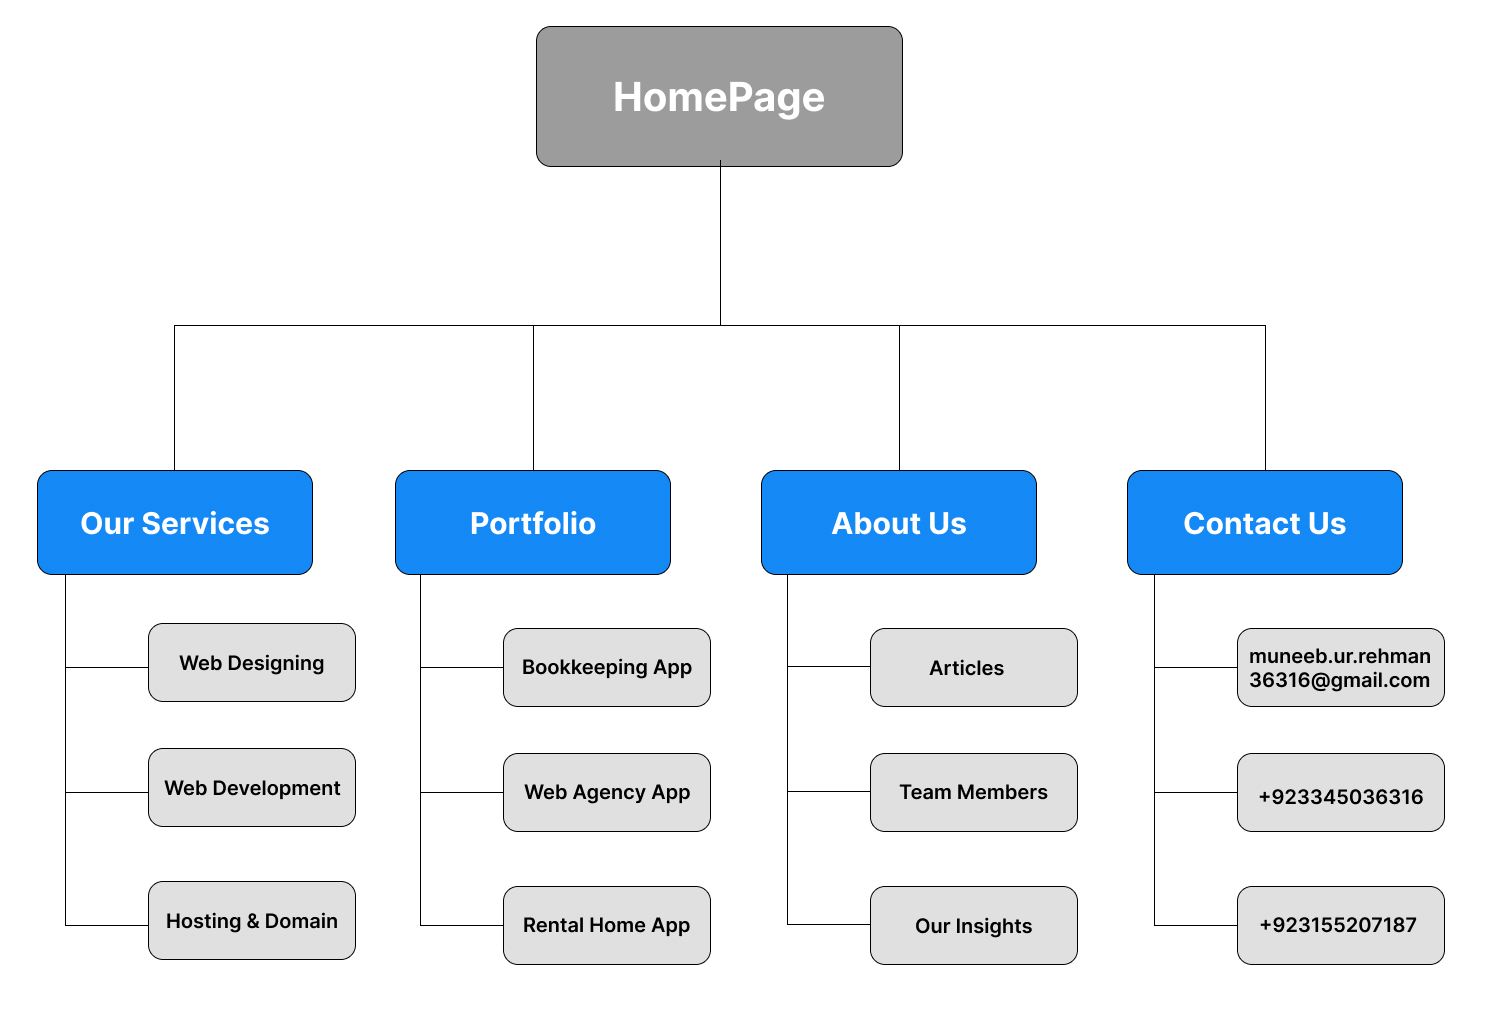 HomePage
Our Services
Portfolio
About Us
Contact Us
Web Designing
Web Development
Hosting & Domain
Bookkeeping App
Web Agency App
Rental Home App
Articles
Team Members
Our Insights
muneeb.ur.rehman
36316@gmail.com
+923345036316
+923155207187